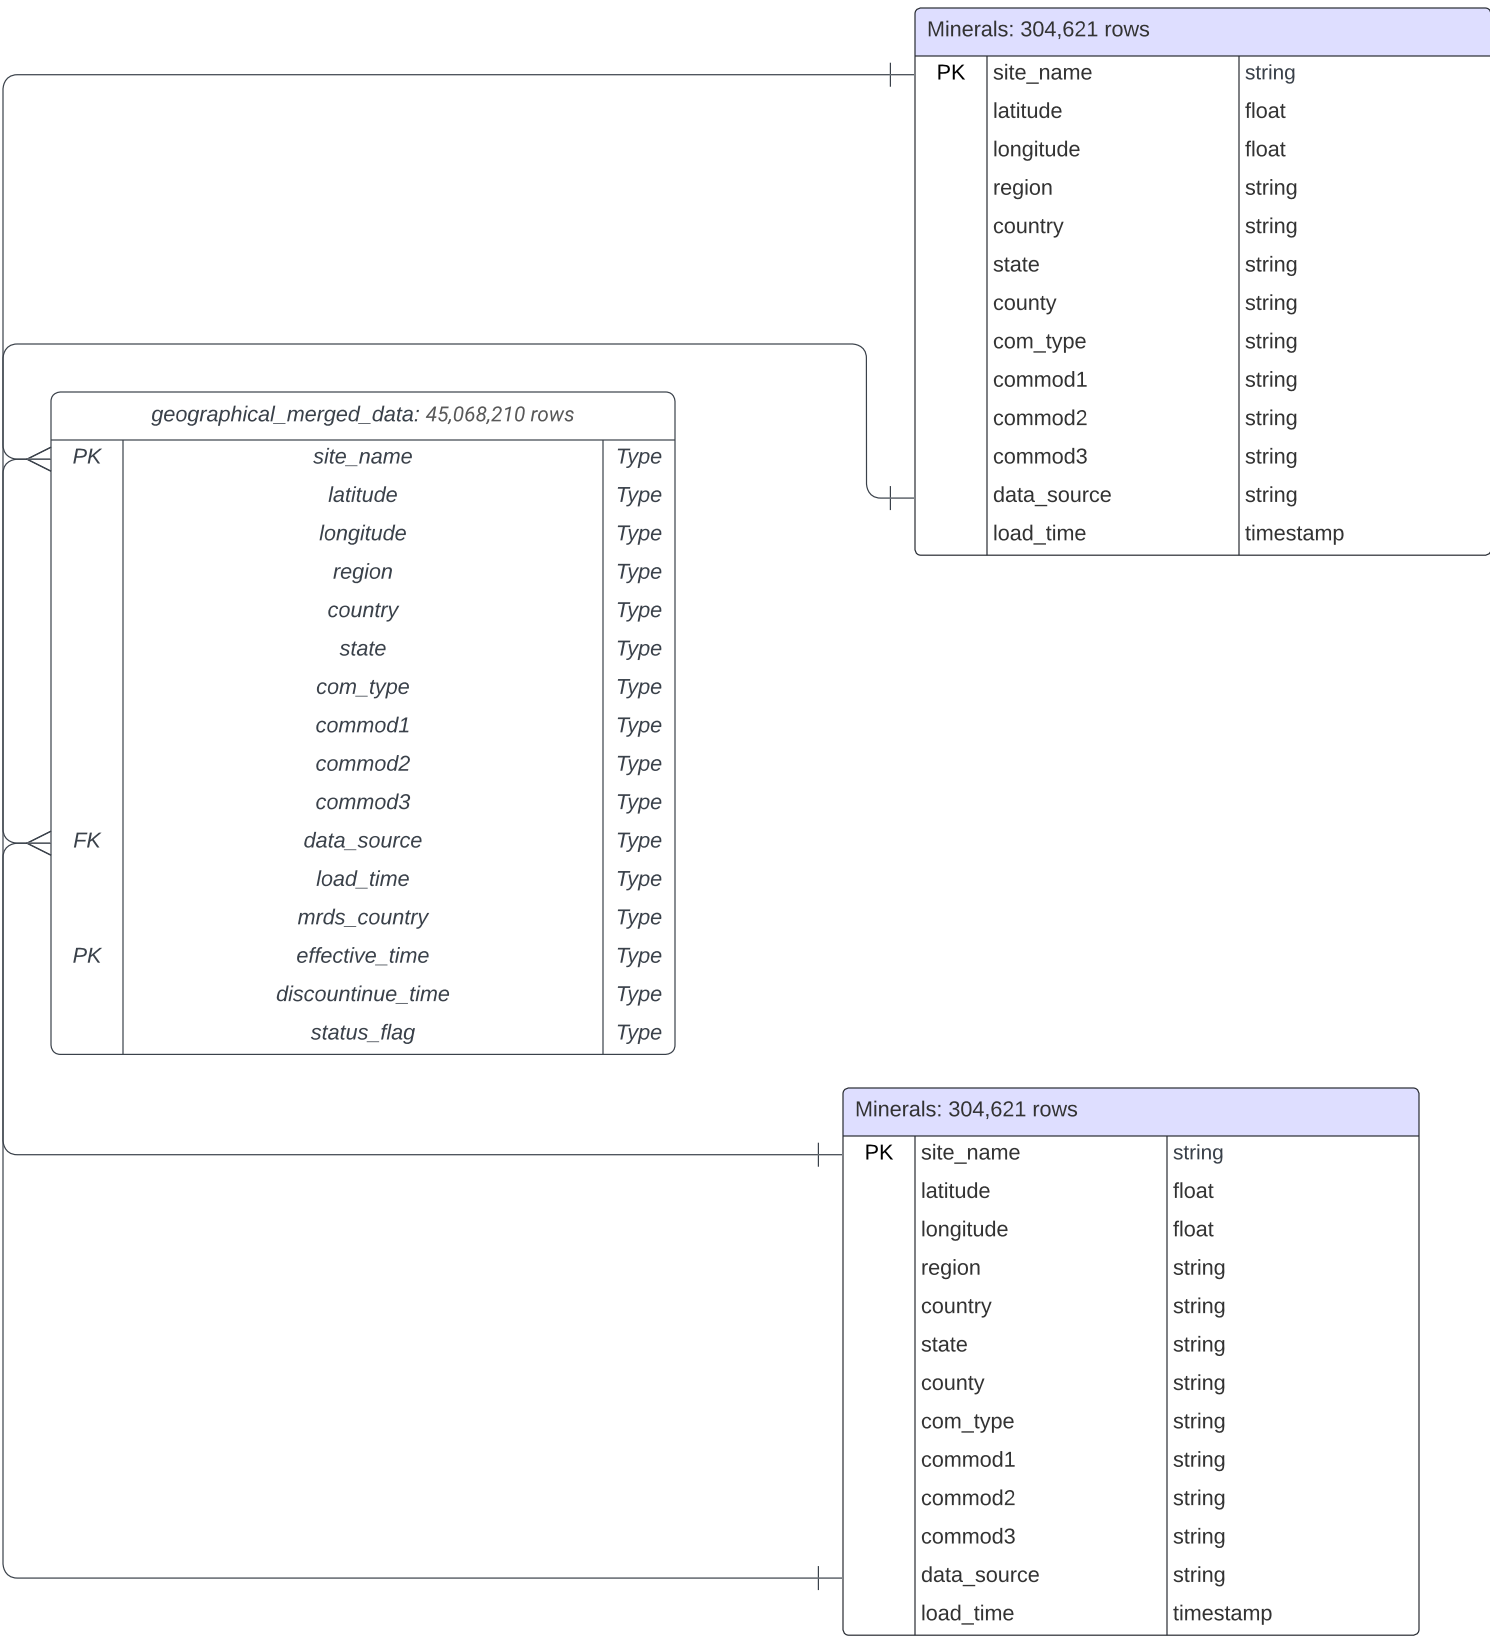 Minerals: 304,621 rows
PK site_name string
latitude float
longitude float
region string
country string
state string
county string
com_type string
commod1 string
commod2 string
commod3 string
data_source string
load_time timestamp
geographical_merged_data: 45,068,210 rows
PK site_name Type
latitude Type
longitude Type
region Type
country Type
state Type
com_type Type
commod1 Type
commod2 Type
commod3 Type
FK data_source Type
load_time Type
mrds_country Type
PK effective_time Type
discountinue_time Type
status_flag Type
Minerals: 304,621 rows
PK site_name string
latitude float
longitude float
region string
country string
state string
county string
com_type string
commod1 string
commod2 string
commod3 string
data_source string
load_time timestamp